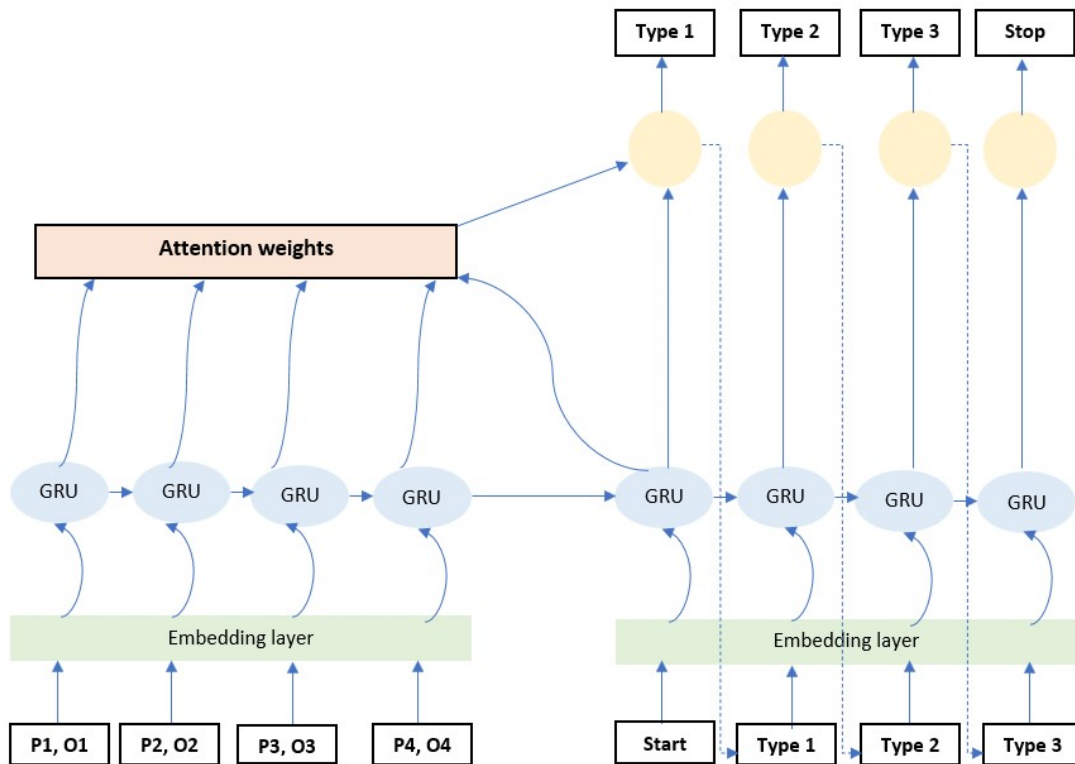 Type 1
Type 2
Type 3
Stop
Attention weights
GRU
GRU
GRU
GRU
GRU
GRU
GRU
GRU
Embedding layer
Embedding layer
P1, O1
P2, O2
P3, O3
P4, O4
Start
Type 1
Type 2
Type 3